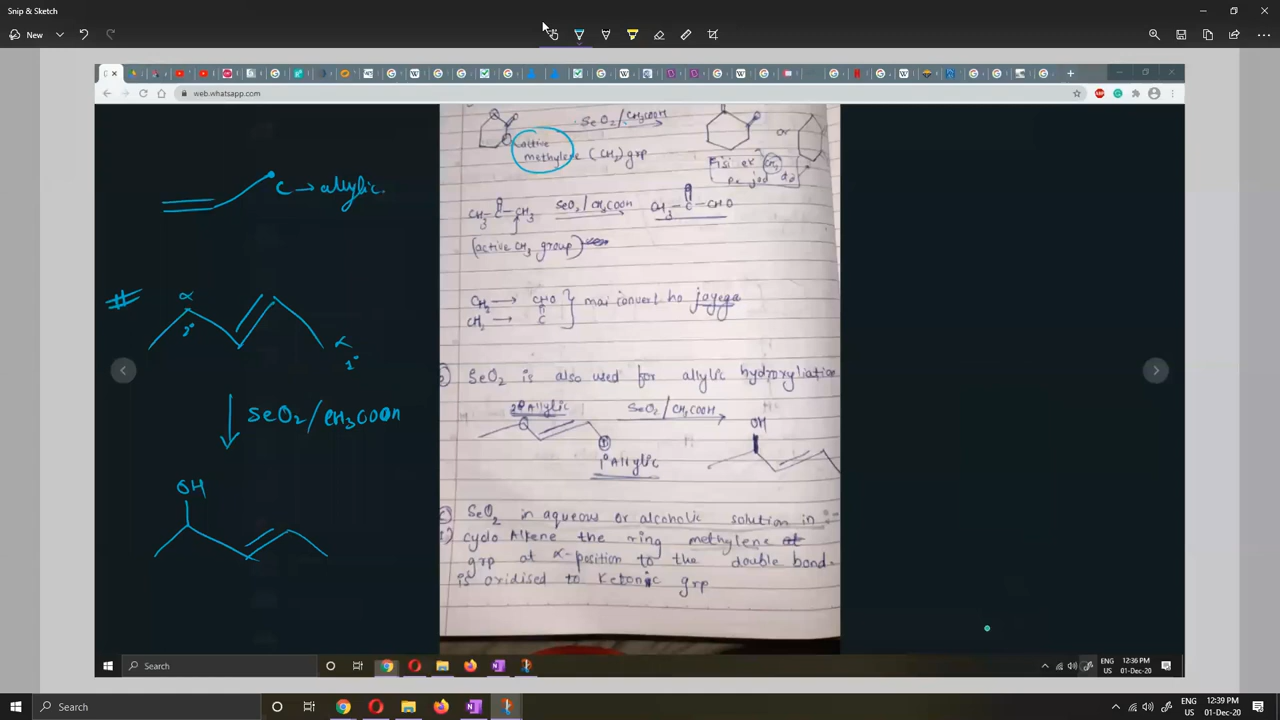 Snip & Sketch
New
web.whatsapp.com
SeO2/CH3COOH
active
methylene (CH2) grp
or
C → allylic.
CH3-C-CH3
SeO2/CH3COOH
CH3-C-CHO
(active CH3 group)
α
2°
α
1°
#
CH3 → CHO
CH2 → C
mai convert ho jayega
SeO2 is also used for allylic hydroxyliation
2° Allylic
SeO2/CH3COOH
OH
1° Allylic
SeO2/CH3COOH
OH
SeO2 in aqueous or alcoholic solution in :-
cyclo Alkene the ring methylene
grp at α-position to the double bond.
is oxidised to Ketonic grp
Search
ENG
US
12:36 PM
01-Dec-20
Search
ENG
US
12:39 PM
01-Dec-20